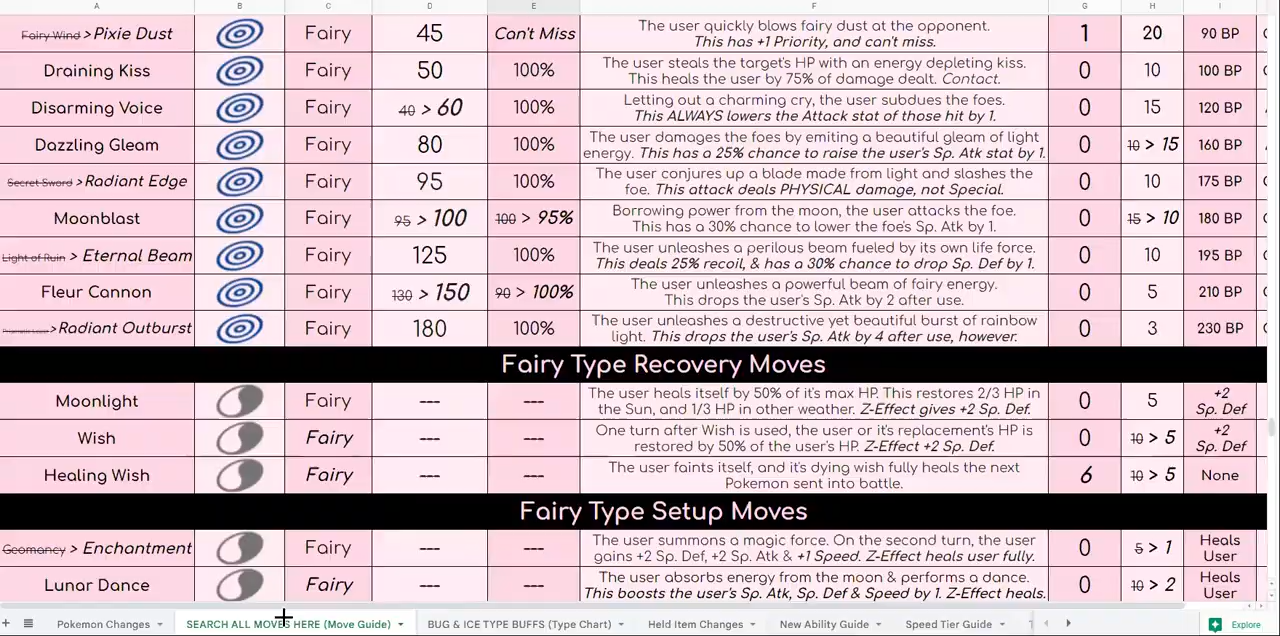 A B C D E F G H I
Fairy Wind > Pixie Dust Fairy 45 Can't Miss The user quickly blows fairy dust at the opponent. 1 20 90 BP
This has +1 Priority, and can't miss.
Draining Kiss Fairy 50 100% The user steals the target's HP with an energy depleting kiss. 0 10 100 BP
This heals the user by 75% of damage dealt. Contact.
Disarming Voice Fairy 40 > 60 100% Letting out a charming cry, the user subdues the foes. 0 15 120 BP
This ALWAYS lowers the Attack stat of those hit by 1.
Dazzling Gleam Fairy 80 100% The user damages the foes by emiting a beautiful gleam of light 0 10 > 15 160 BP
energy. This has a 25% chance to raise the user's Sp. Atk stat by 1.
Secret Sword >Radiant Edge Fairy 95 100% The user conjures up a blade made from light and slashes the 0 10 175 BP
foe. This attack deals PHYSICAL damage, not Special.
Moonblast Fairy 95 > 100 100 > 95% Borrowing power from the moon, the user attacks the foe. 0 15 > 10 180 BP
This has a 30% chance to lower the foe's Sp. Atk by 1.
Light of Ruin > Eternal Beam Fairy 125 100% The user unleashes a perilous beam fueled by its own life force. 0 10 195 BP
This deals 25% recoil, & has a 30% chance to drop Sp. Def by 1.
Fleur Cannon Fairy 130 > 150 90 > 100% The user unleashes a powerful beam of fairy energy. 0 5 210 BP
This drops the user's Sp. Atk by 2 after use.
>Radiant Outburst Fairy 180 100% The user unleashes a destructive yet beautiful burst of rainbow 0 3 230 BP
light. This drops the user's Sp. Atk by 4 after use, however.
Fairy Type Recovery Moves
Moonlight Fairy --- --- The user heals itself by 50% of it's max HP. This restores 2/3 HP in 0 5 +2
the Sun, and 1/3 HP in other weather. Z-Effect gives +2 Sp. Def. Sp. Def
Wish Fairy --- --- One turn after Wish is used, the user or it's replacement's HP is 0 10 > 5 +2
restored by 50% of the user's HP. Z-Effect +2 Sp. Def. Sp. Def
Healing Wish Fairy --- --- The user faints itself, and it's dying wish fully heals the next 6 10 > 5 None
Pokemon sent into battle.
Fairy Type Setup Moves
Geomancy > Enchantment Fairy --- --- The user summons a magic force. On the second turn, the user 0 5 > 1 Heals
gains +2 Sp. Def, +2 Sp. Atk & +1 Speed. Z-Effect heals user fully. User
Lunar Dance Fairy --- --- The user absorbs energy from the moon & performs a dance. 0 10 > 2 Heals
This boosts the user's Sp. Atk, Sp. Def & Speed by 1. Z-Effect heals. User
Pokemon Changes SEARCH ALL MOVES HERE (Move Guide) BUG & ICE TYPE BUFFS (Type Chart) Held Item Changes New Ability Guide Speed Tier Guide Explore